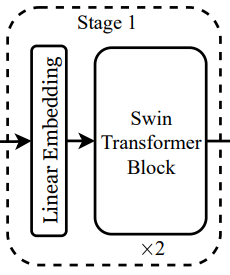 Stage 1
Linear Embedding
Swin
Transformer
Block
×2